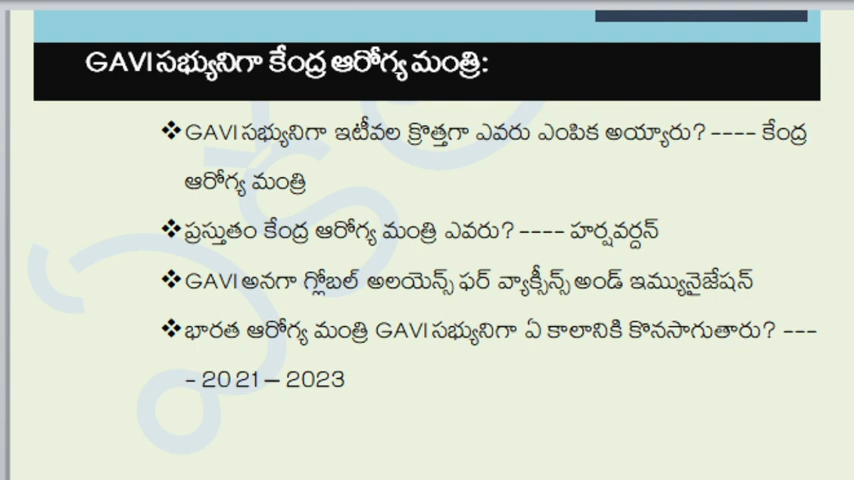 GAVI సభ్యునిగా కేంద్ర ఆరోగ్య మంత్రి:
❖ GAVI సభ్యునిగా ఇటీవల క్రొత్తగా ఎవరు ఎంపిక అయ్యారు? ---- కేంద్ర
ఆరోగ్య మంత్రి
❖ ప్రస్తుతం కేంద్ర ఆరోగ్య మంత్రి ఎవరు? ---- హర్షవర్దన్
❖ GAVI అనగా గ్లోబల్ అలయెన్స్ ఫర్ వ్యాక్సీన్స్ అండ్ ఇమ్యునైజేషన్
❖ భారత ఆరోగ్య మంత్రి GAVI సభ్యునిగా ఏ కాలానికి కొనసాగుతారు? ---
- 2021 – 2023